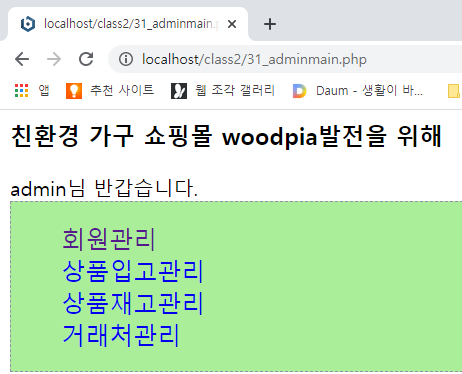 localhost/class2/31_adminmain.p
localhost/class2/31_adminmain.php
앱 추천 사이트 웹 조각 갤러리 Daum - 생활이 바...
친환경 가구 쇼핑몰 woodpia발전을 위해
admin님 반갑습니다.
회원관리
상품입고관리
상품재고관리
거래처관리